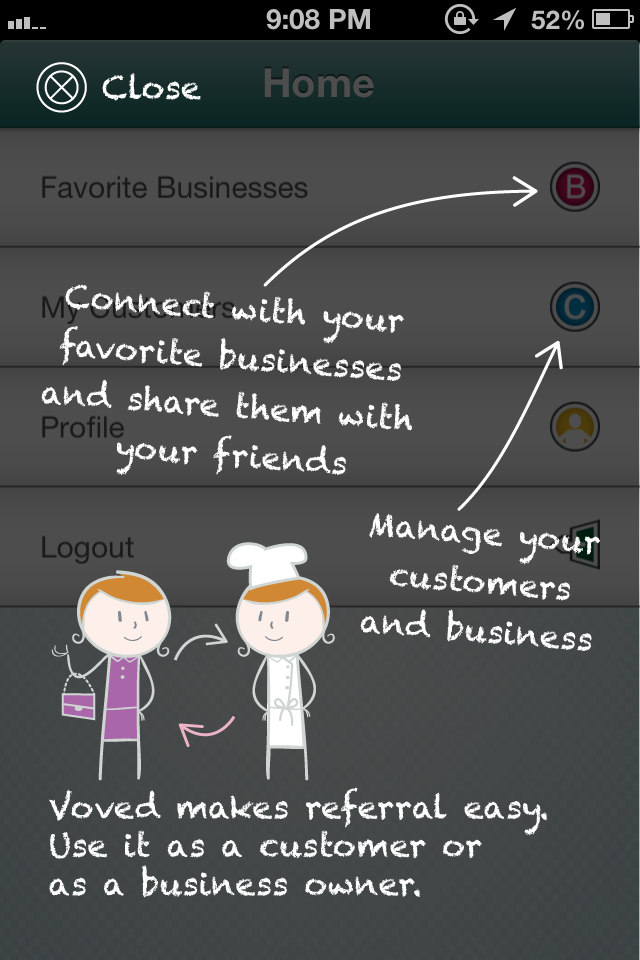 9:08 PM 52%
Close Home
Favorite Businesses B
My Customers C
Connect with your
favorite businesses
and share them with
your friends
Profile
Manage your
customers
and business
Logout
Voved makes referral easy.
Use it as a customer or
as a business owner.